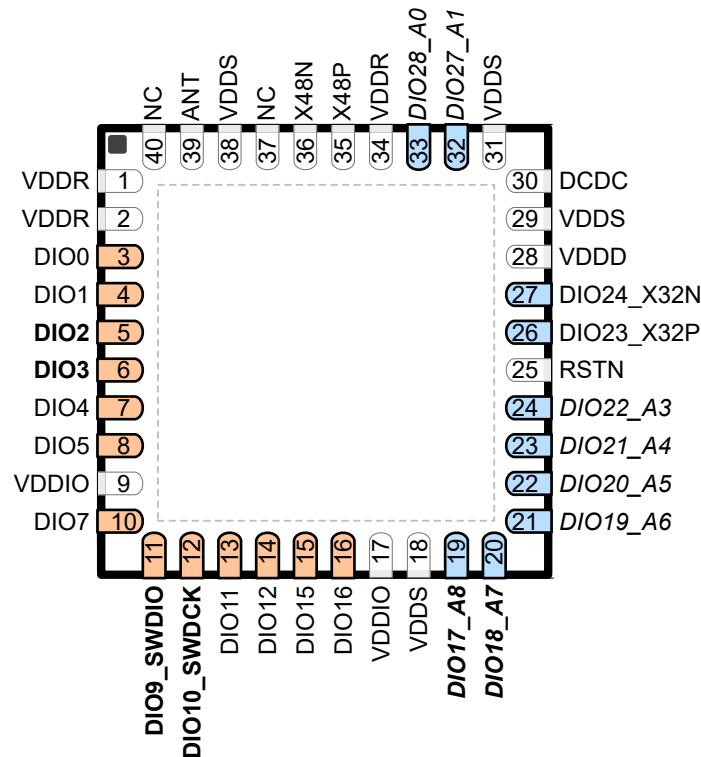 NC
ANT
VDDS
NC
X48N
X48P
VDDR
DIO28_A0
DIO27_A1
VDDS
40
39
38
37
36
35
34
33
32
31
VDDR 1
VDDR 2
DIO0 3
DIO1 4
DIO2 5
DIO3 6
DIO4 7
DIO5 8
VDDIO 9
DIO7 10
30 DCDC
29 VDDS
28 VDDD
27 DIO24_X32N
26 DIO23_X32P
25 RSTN
24 DIO22_A3
23 DIO21_A4
22 DIO20_A5
21 DIO19_A6
11
12
13
14
15
16
17
18
19
20
DIO9_SWDIO
DIO10_SWDCK
DIO11
DIO12
DIO15
DIO16
VDDIO
VDDS
DIO17_A8
DIO18_A7